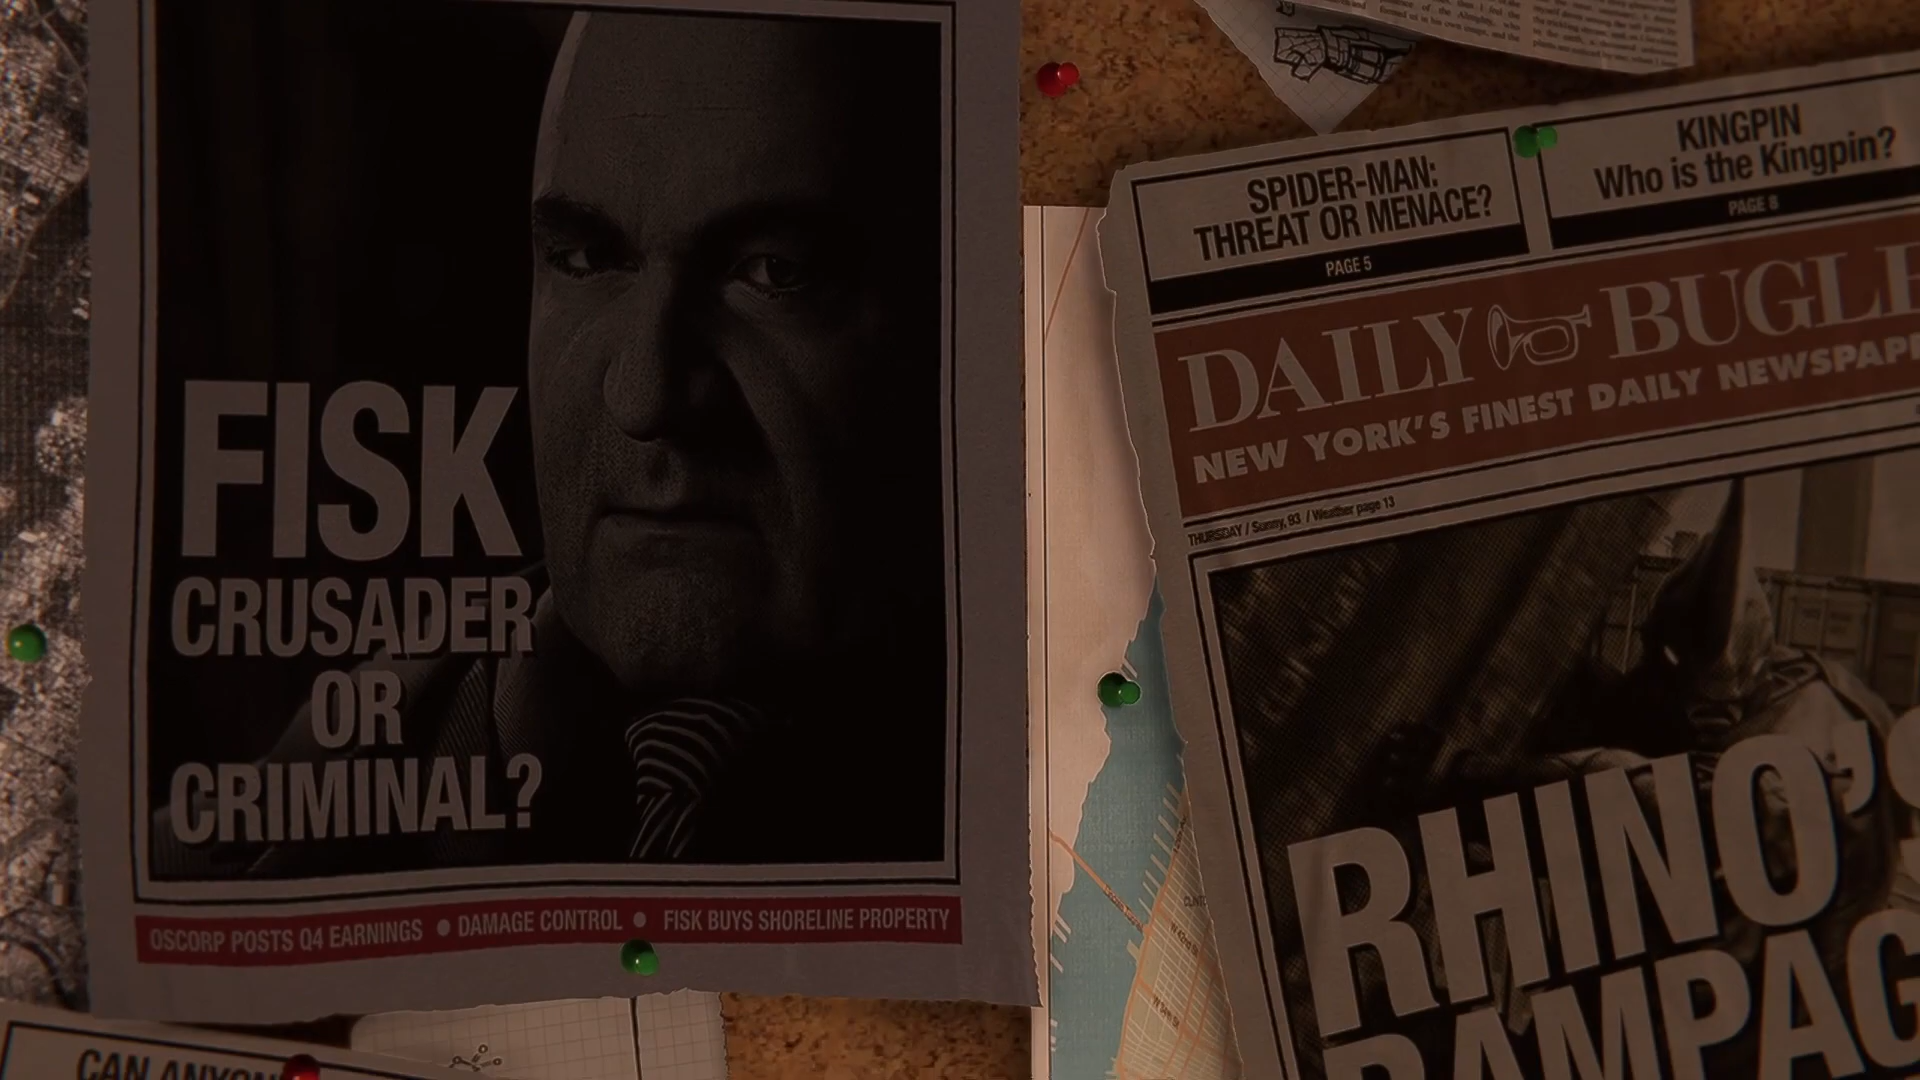 FISK
CRUSADER
OR
CRIMINAL?
OSCORP POSTS Q4 EARNINGS ● DAMAGE CONTROL ● FISK BUYS SHORELINE PROPERTY
CAN
SPIDER-MAN:
THREAT OR MENACE?
PAGE 5
KINGPIN
Who is the Kingpin?
PAGE 8
DAILY BUGLE
NEW YORK'S FINEST DAILY
THURSDAY / Sunny, 93 / Weather page 13
RHINO'S